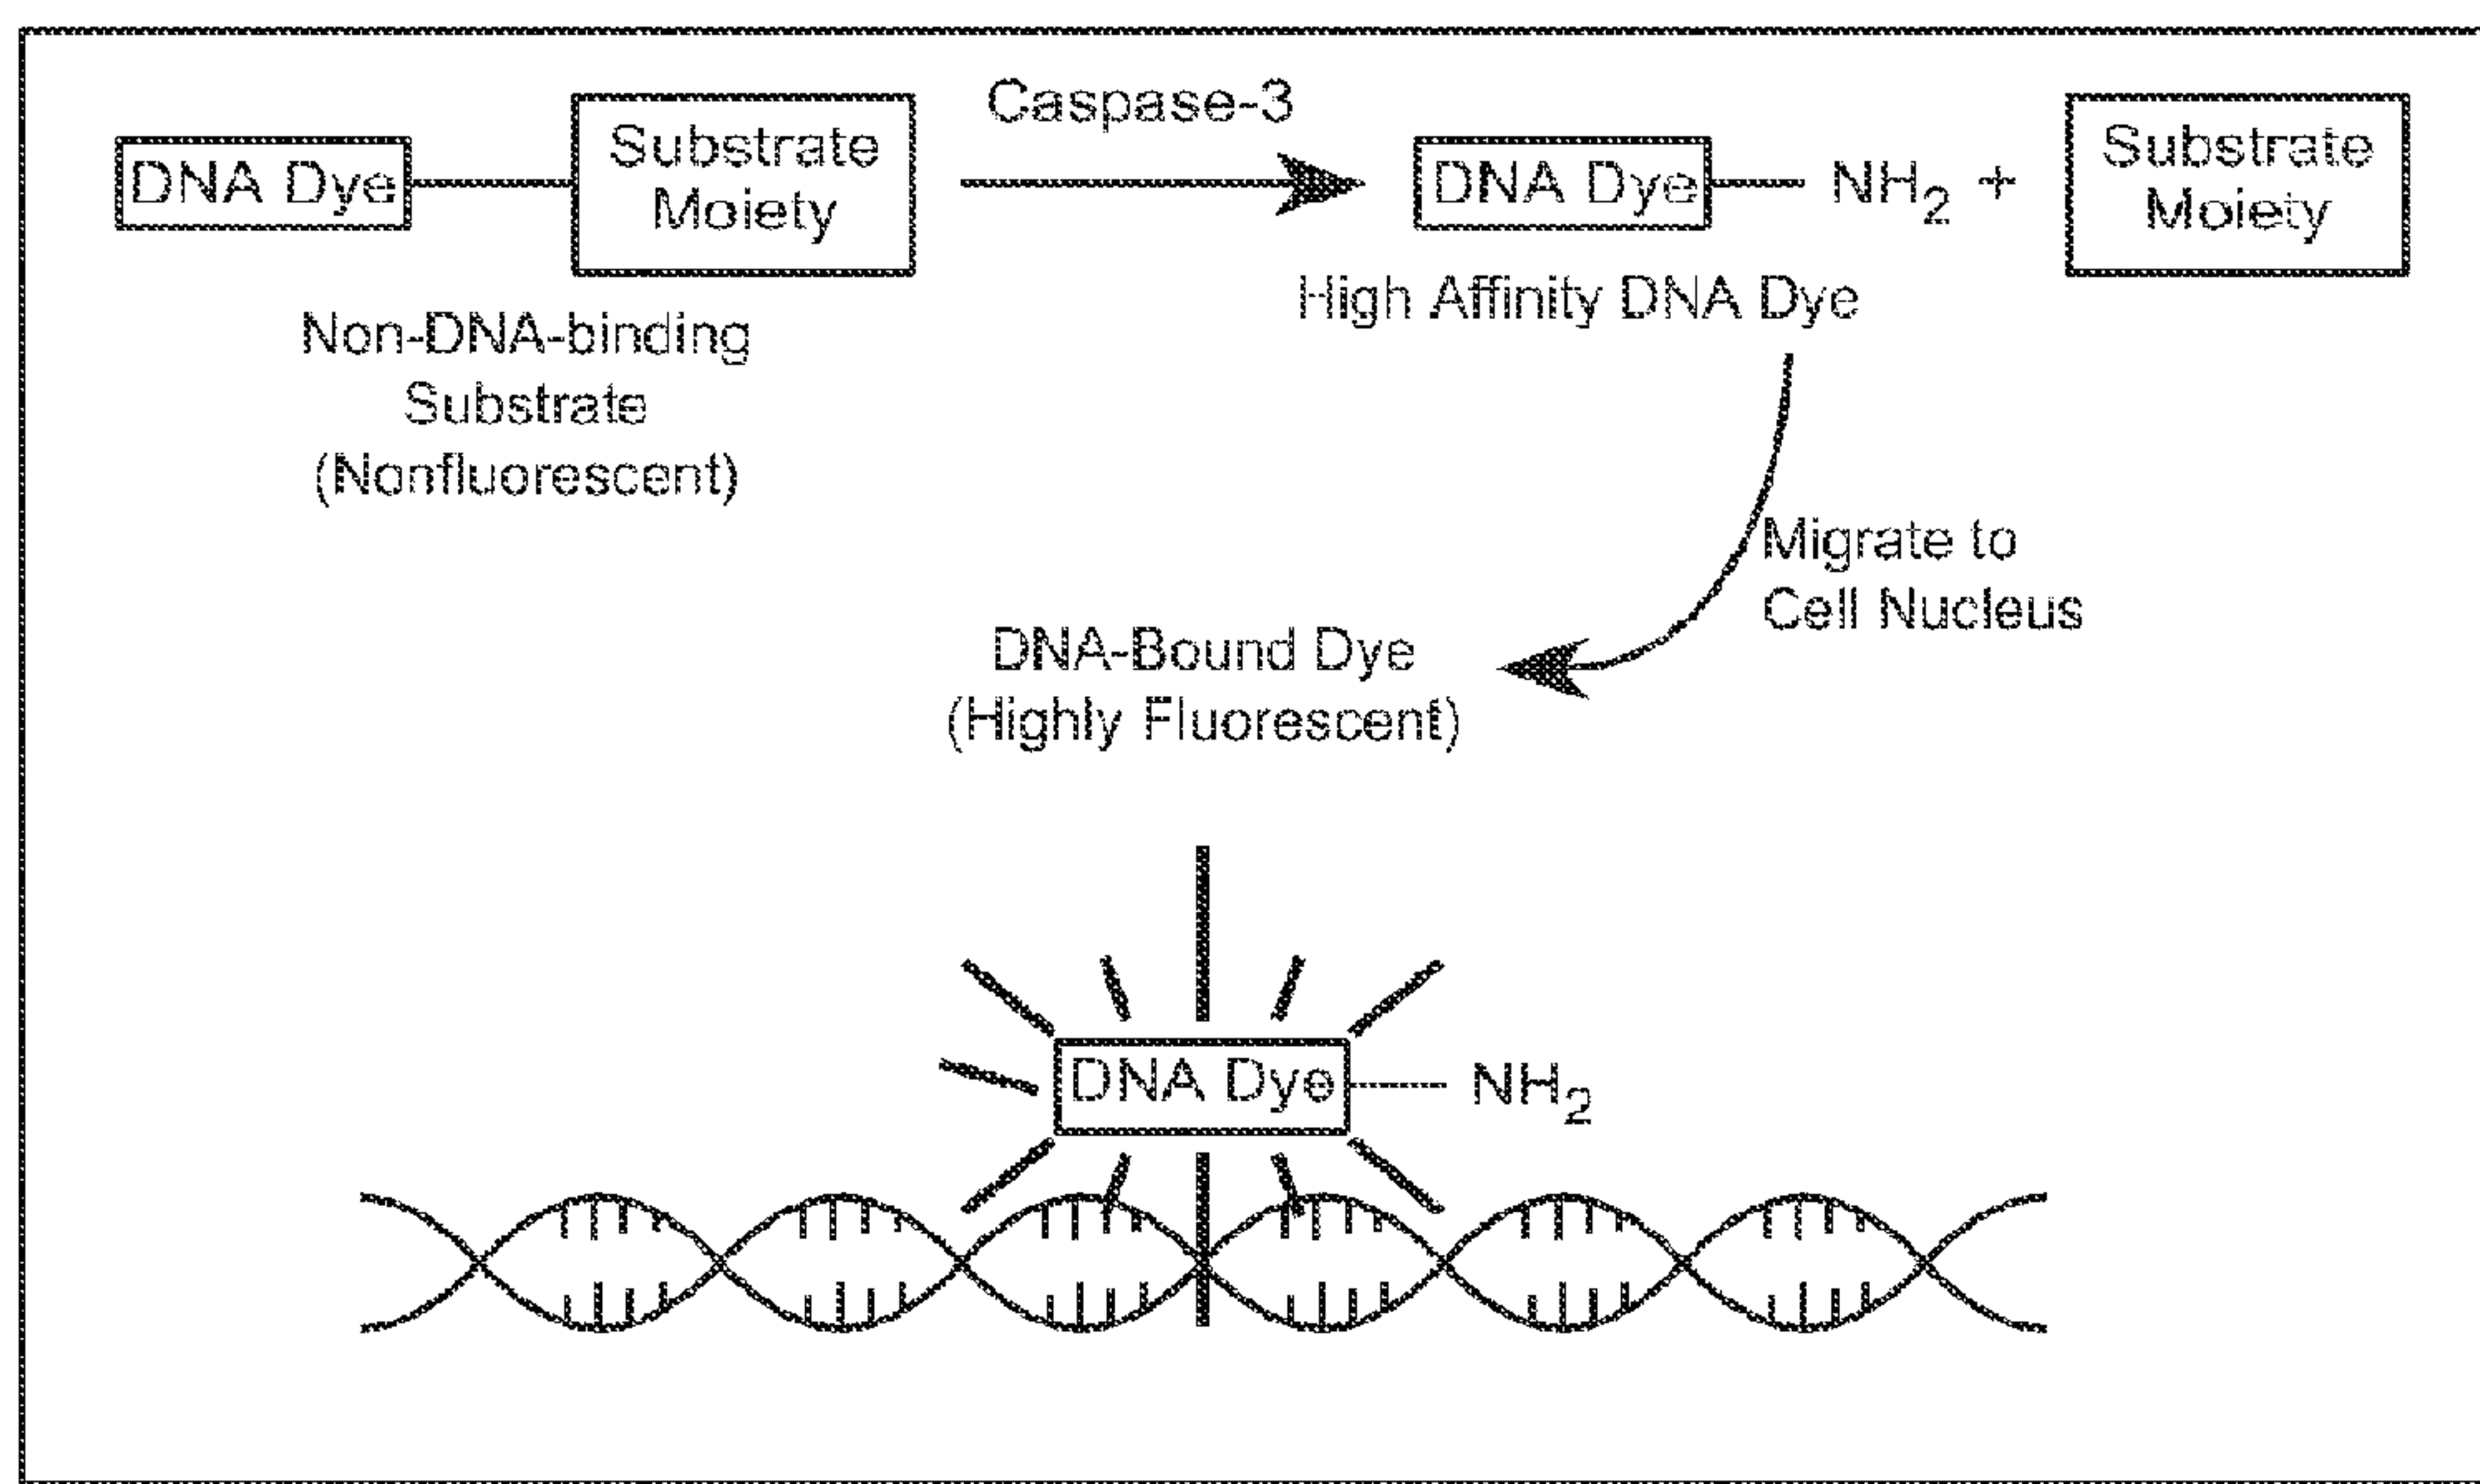 Caspase-3
DNA Dye
Substrate
Moiety
DNA Dye
NH2 +
Substrate
Moiety
Non-DNA-binding
Substrate
(Nonfluorescent)
High Affinity DNA Dye
Migrate to
Cell Nucleus
DNA-Bound Dye
(Highly Fluorescent)
DNA Dye
NH2